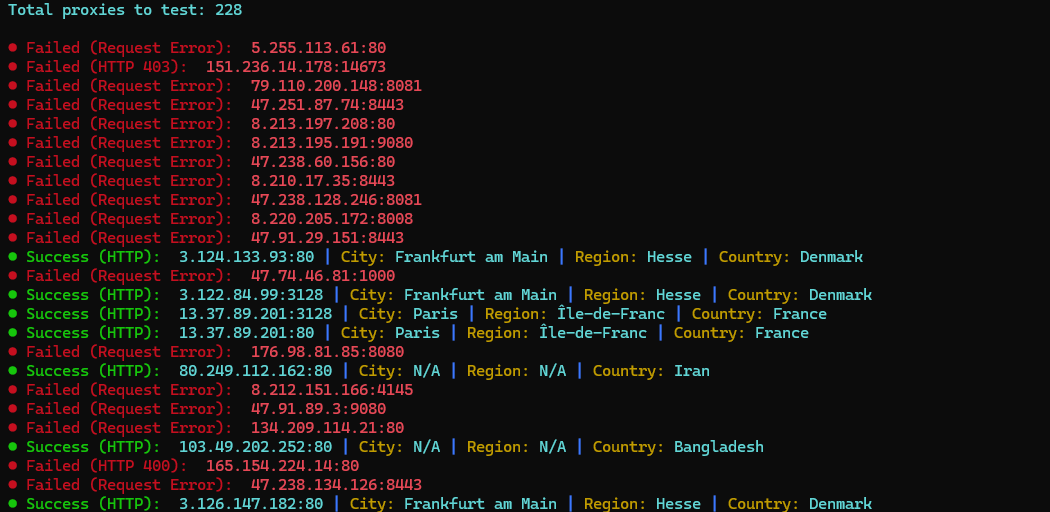 Total proxies to test: 228
● Failed (Request Error):  5.255.113.61:80
● Failed (HTTP 403):  151.236.14.178:14673
● Failed (Request Error):  79.110.200.148:8081
● Failed (Request Error):  47.251.87.74:8443
● Failed (Request Error):  8.213.197.208:80
● Failed (Request Error):  8.213.195.191:9080
● Failed (Request Error):  47.238.60.156:80
● Failed (Request Error):  8.210.17.35:8443
● Failed (Request Error):  47.238.128.246:8081
● Failed (Request Error):  8.220.205.172:8008
● Failed (Request Error):  47.91.29.151:8443
● Success (HTTP):  3.124.133.93:80 | City: Frankfurt am Main | Region: Hesse | Country: Denmark
● Failed (Request Error):  47.74.46.81:1000
● Success (HTTP):  3.122.84.99:3128 | City: Frankfurt am Main | Region: Hesse | Country: Denmark
● Success (HTTP):  13.37.89.201:3128 | City: Paris | Region: Île-de-Franc | Country: France
● Success (HTTP):  13.37.89.201:80 | City: Paris | Region: Île-de-Franc | Country: France
● Failed (Request Error):  176.98.81.85:8080
● Success (HTTP):  80.249.112.162:80 | City: N/A | Region: N/A | Country: Iran
● Failed (Request Error):  8.212.151.166:4145
● Failed (Request Error):  47.91.89.3:9080
● Failed (Request Error):  134.209.114.21:80
● Success (HTTP):  103.49.202.252:80 | City: N/A | Region: N/A | Country: Bangladesh
● Failed (HTTP 400):  165.154.224.14:80
● Failed (Request Error):  47.238.134.126:8443
● Success (HTTP):  3.126.147.182:80 | City: Frankfurt am Main | Region: Hesse | Country: Denmark